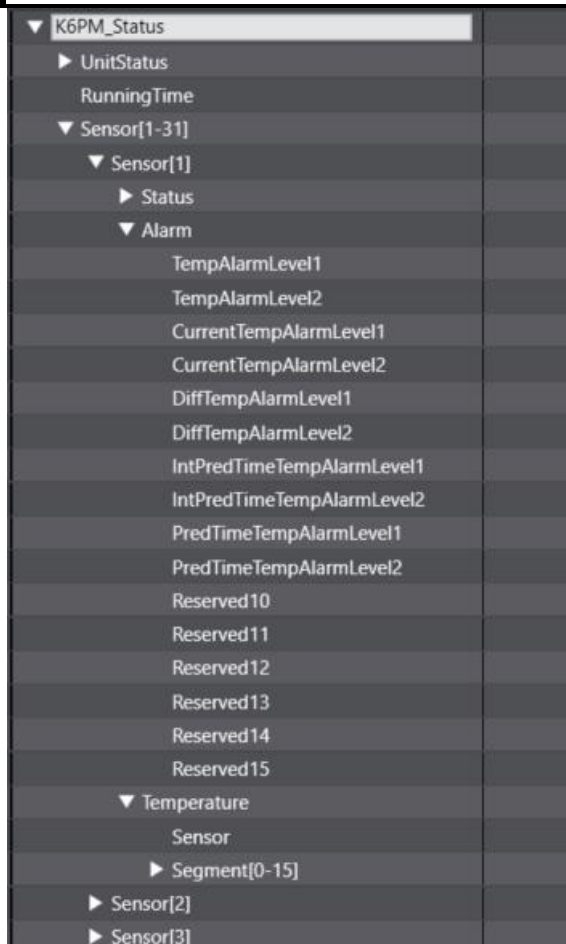 K6PM_Status
UnitStatus
RunningTime
Sensor[1-31]
Sensor[1]
Status
Alarm
TempAlarmLevel1
TempAlarmLevel2
CurrentTempAlarmLevel1
CurrentTempAlarmLevel2
DiffTempAlarmLevel1
DiffTempAlarmLevel2
IntPredTimeTempAlarmLevel1
IntPredTimeTempAlarmLevel2
PredTimeTempAlarmLevel1
PredTimeTempAlarmLevel2
Reserved10
Reserved11
Reserved12
Reserved13
Reserved14
Reserved15
Temperature
Sensor
Segment[0-15]
Sensor[2]
Sensor[3]